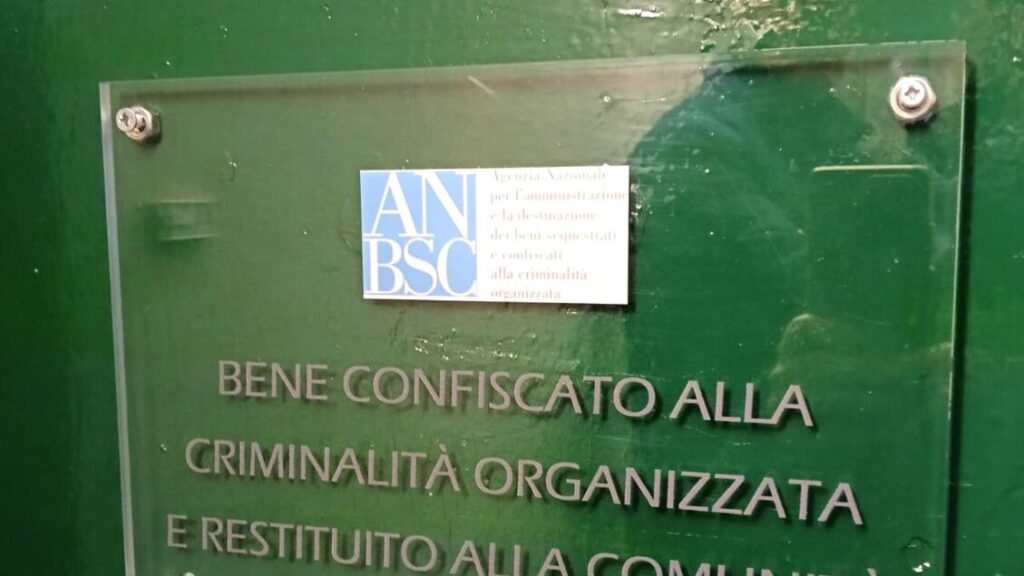 AN
BSC
Agenzia Nazionale
per l'amministrazione
e la destinazione
dei beni sequestrati
e confiscati
alla criminalità
organizzata
BENE CONFISCATO ALLA
CRIMINALITÀ ORGANIZZATA
E RESTITUITO ALLA COMUNITÀ